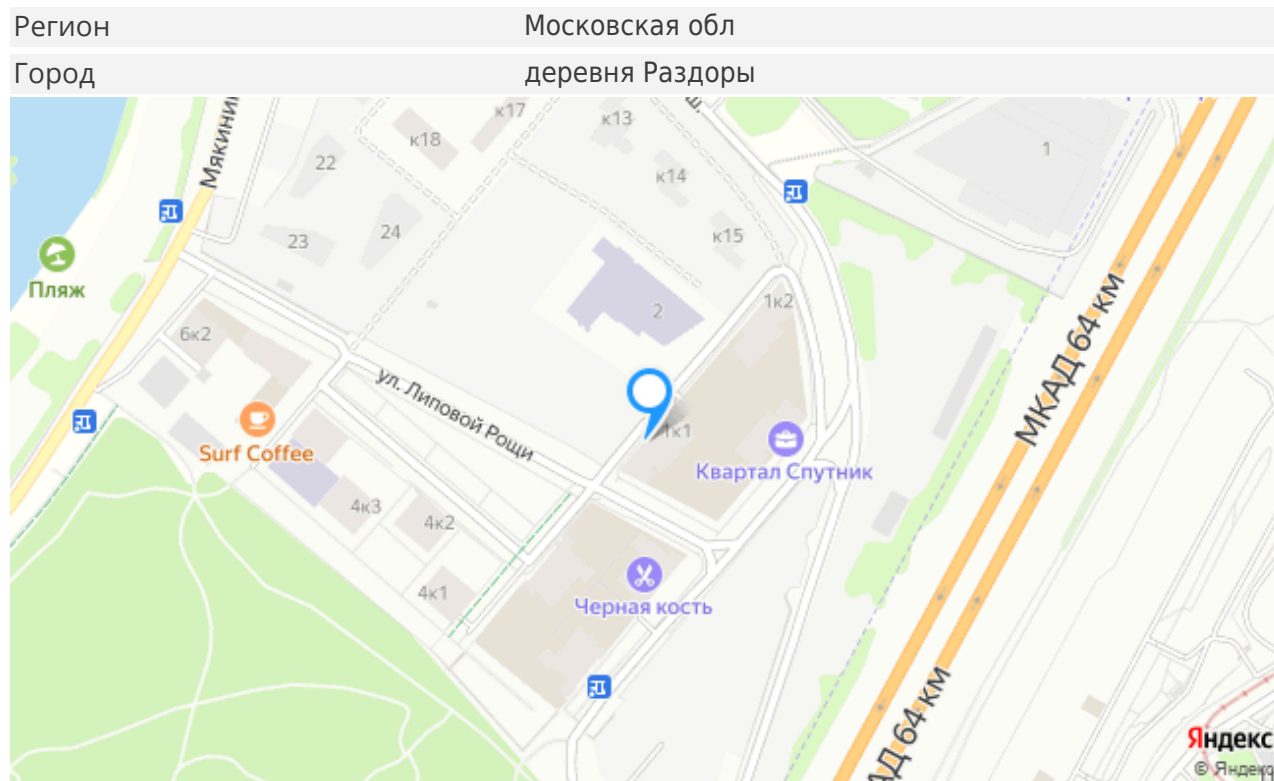 Регион Московская обл
Город деревня Раздоры
к17
к13
к18
22
к14
1
23
24
к15
Пляж
2
1к2
6к2
МКАД 64 км
ул. Липовой Рощи
Surf Coffee
1к1
Квартал Спутник
4к3
4к2
4к1
Черная кость
64 км
Яндекс